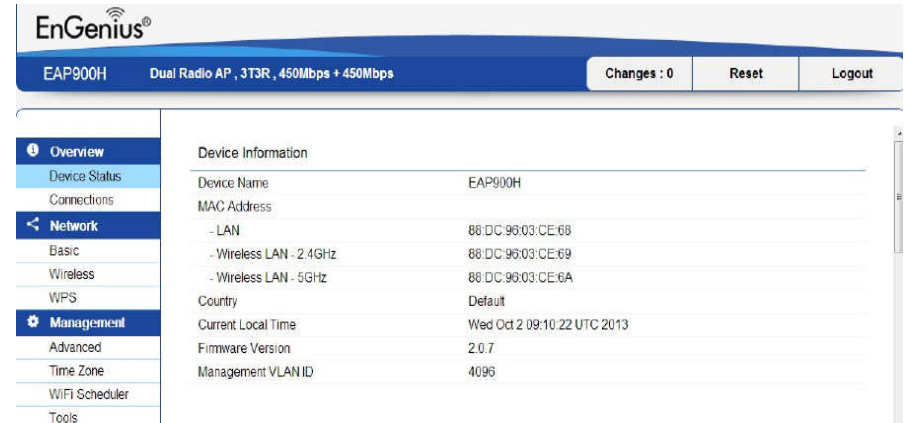 EnGenius®
EAP900H Dual Radio AP , 3T3R , 450Mbps + 450Mbps Changes : 0 Reset Logout
Overview
Device Status
Connections
Network
Basic
Wireless
WPS
Management
Advanced
Time Zone
WiFi Scheduler
Tools
Device Information
Device Name EAP900H
MAC Address
- LAN 88:DC:96:03:CE:68
- Wireless LAN - 2.4GHz 88:DC:96:03:CE:69
- Wireless LAN - 5GHz 88:DC:96:03:CE:6A
Country Default
Current Local Time Wed Oct 2 09:10:22 UTC 2013
Firmware Version 2.0.7
Management VLAN ID 4096